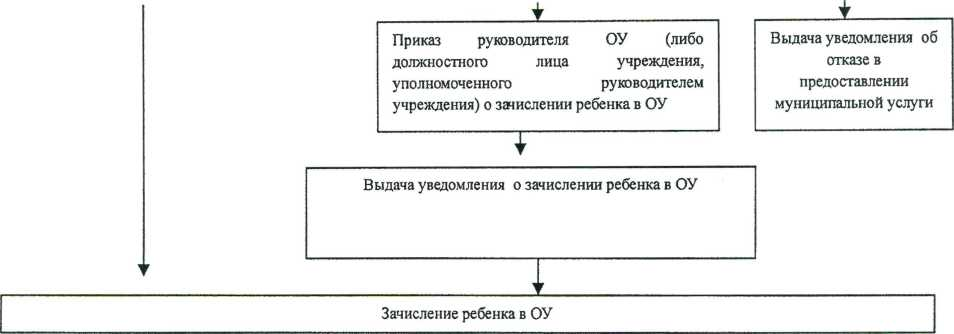 Приказ руководителя ОУ (либо
должностного лица учреждения,
уполномоченного руководителем
учреждения) о зачислении ребенка в ОУ
Выдача уведомления об
отказе в
предоставлении
муниципальной услуги
Выдача уведомления о зачислении ребенка в ОУ
Зачисление ребенка в ОУ